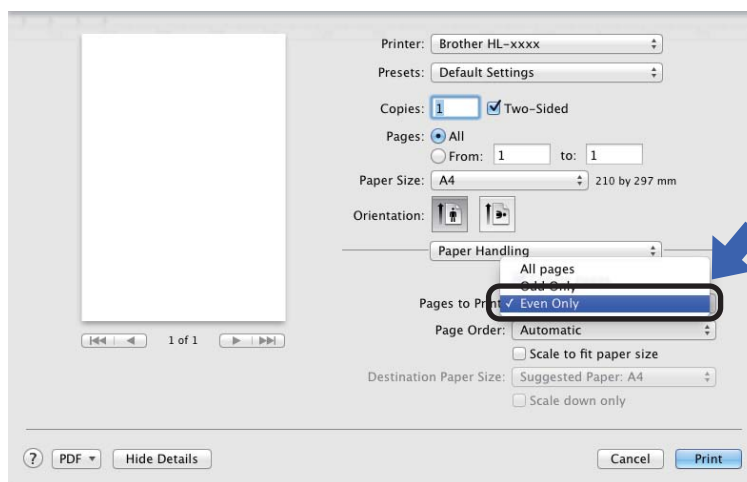 Printer: Brother HL-xxxx
Presets: Default Settings
Copies: 1 Two-Sided
Pages: All
From: 1 to: 1
Paper Size: A4 210 by 297 mm
Orientation:
Paper Handling
All pages
Odd Only
Pages to Print ✓ Even Only
Page Order: Automatic
Scale to fit paper size
Destination Paper Size: Suggested Paper: A4
Scale down only
1 of 1
? PDF Hide Details Cancel Print